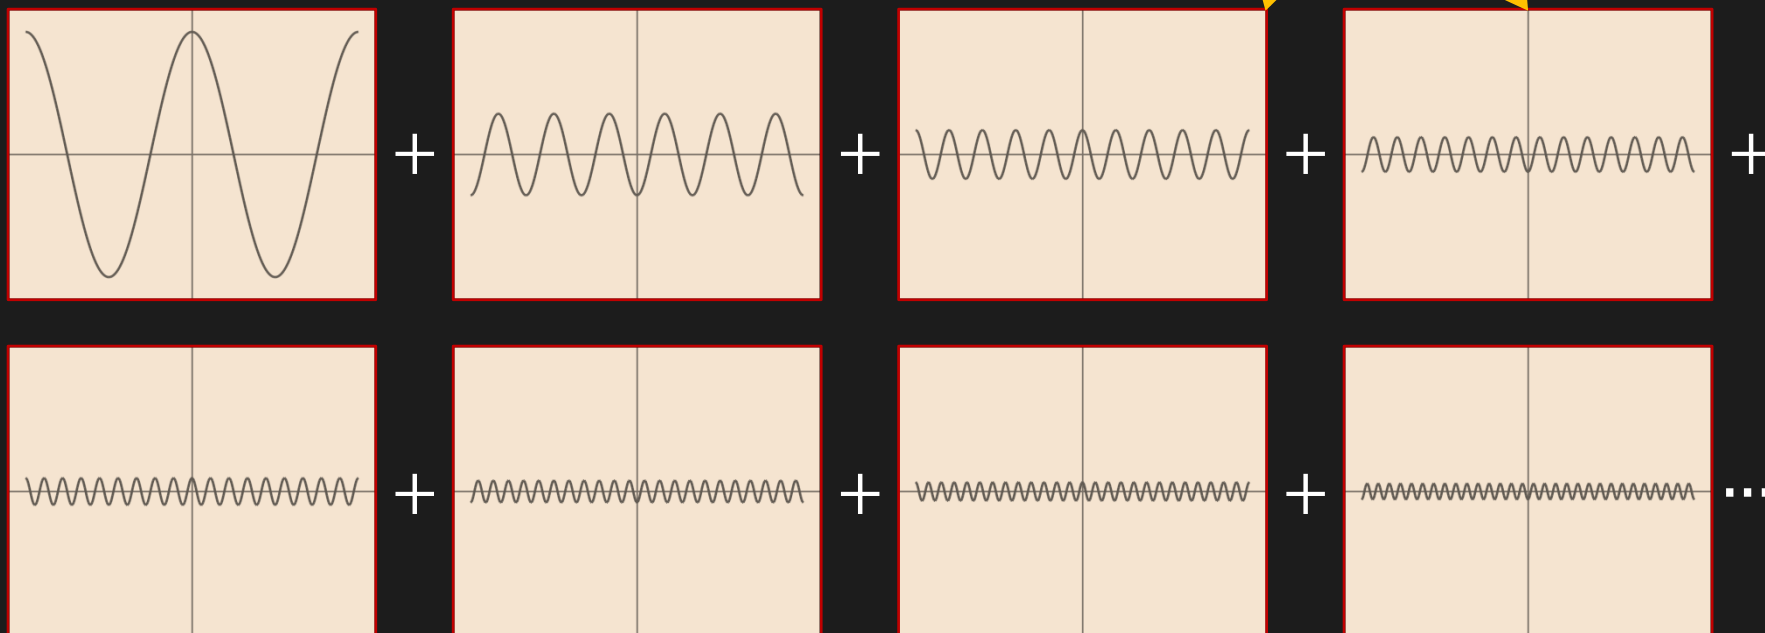 + + + +
+ + + ...